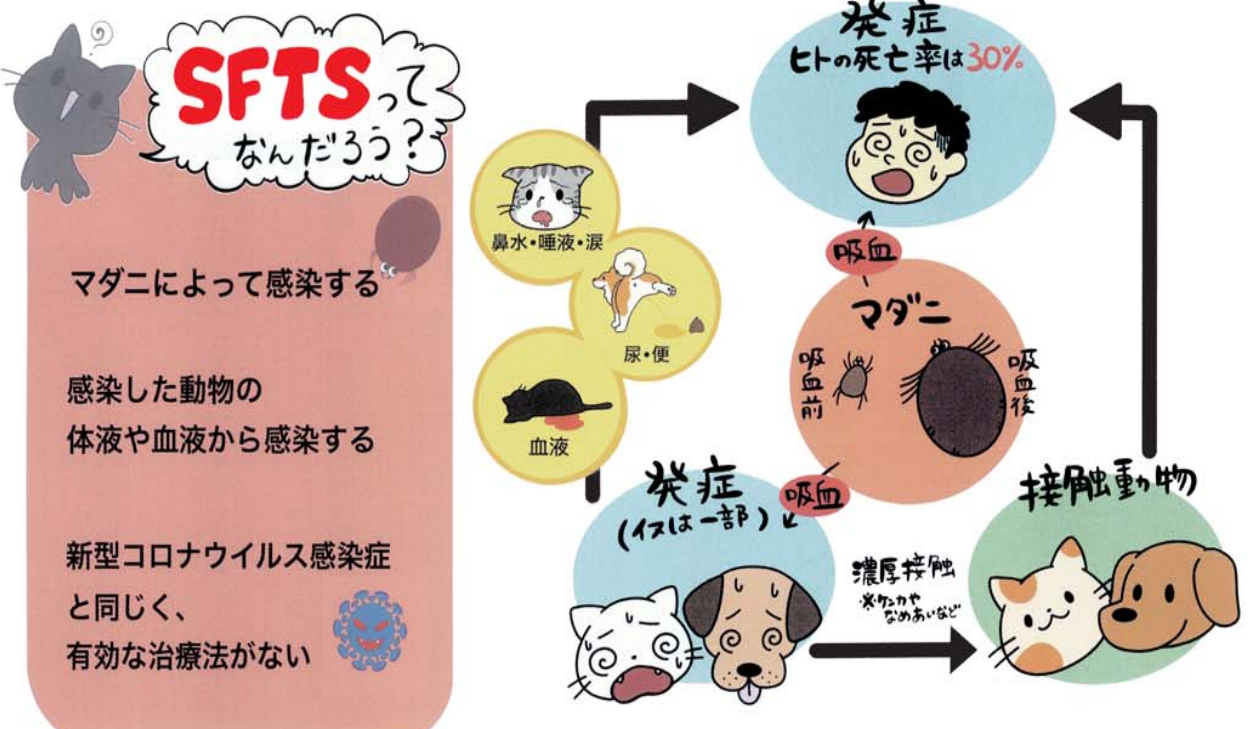 SFTSって
なんだろう?
マダニによって感染する
感染した動物の
体液や血液から感染する
新型コロナウイルス感染症
と同じく、
有効な治療法がない
発症
ヒトの死亡率は30%
鼻水・唾液・涙
尿・便
血液
吸血
マダニ
吸血前
吸血後
吸血
発症
(イヌは一部)
濃厚接触
※ケンカや
なめあいなど
接触動物